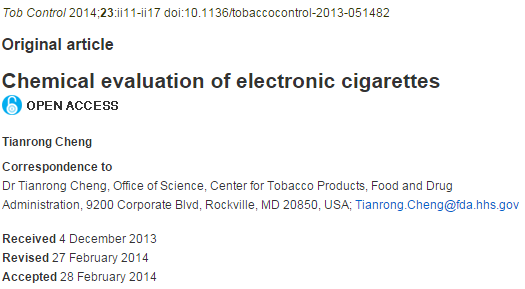 Tob Control 2014;23:ii11-ii17 doi:10.1136/tobaccocontrol-2013-051482
Original article
Chemical evaluation of electronic cigarettes
OPEN ACCESS
Tianrong Cheng
Correspondence to
Dr Tianrong Cheng, Office of Science, Center for Tobacco Products, Food and Drug
Administration, 9200 Corporate Blvd, Rockville, MD 20850, USA; Tianrong.Cheng@fda.hhs.gov
Received 4 December 2013
Revised 27 February 2014
Accepted 28 February 2014